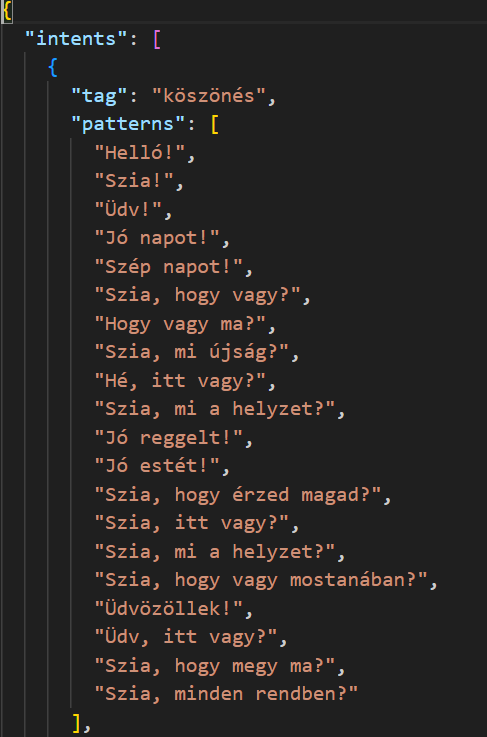 {
"intents": [
{
"tag": "köszönés",
"patterns": [
"Helló!",
"Szia!",
"Üdv!",
"Jó napot!",
"Szép napot!",
"Szia, hogy vagy?",
"Hogy vagy ma?",
"Szia, mi újság?",
"Hé, itt vagy?",
"Szia, mi a helyzet?",
"Jó reggelt!",
"Jó estét!",
"Szia, hogy érzed magad?",
"Szia, itt vagy?",
"Szia, mi a helyzet?",
"Szia, hogy vagy mostanában?",
"Üdvözöllek!",
"Üdv, itt vagy?",
"Szia, hogy megy ma?",
"Szia, minden rendben?"
],